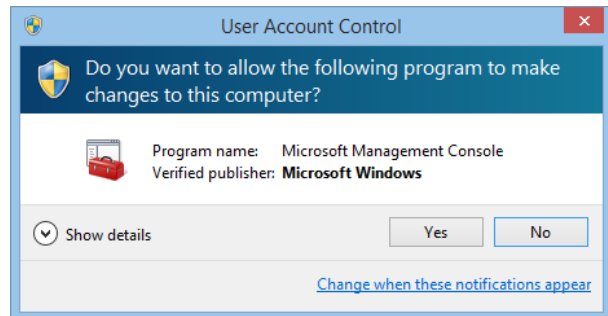 User Account Control
Do you want to allow the following program to make
changes to this computer?
Program name: Microsoft Management Console
Verified publisher: Microsoft Windows
Show details
Yes
No
Change when these notifications appear